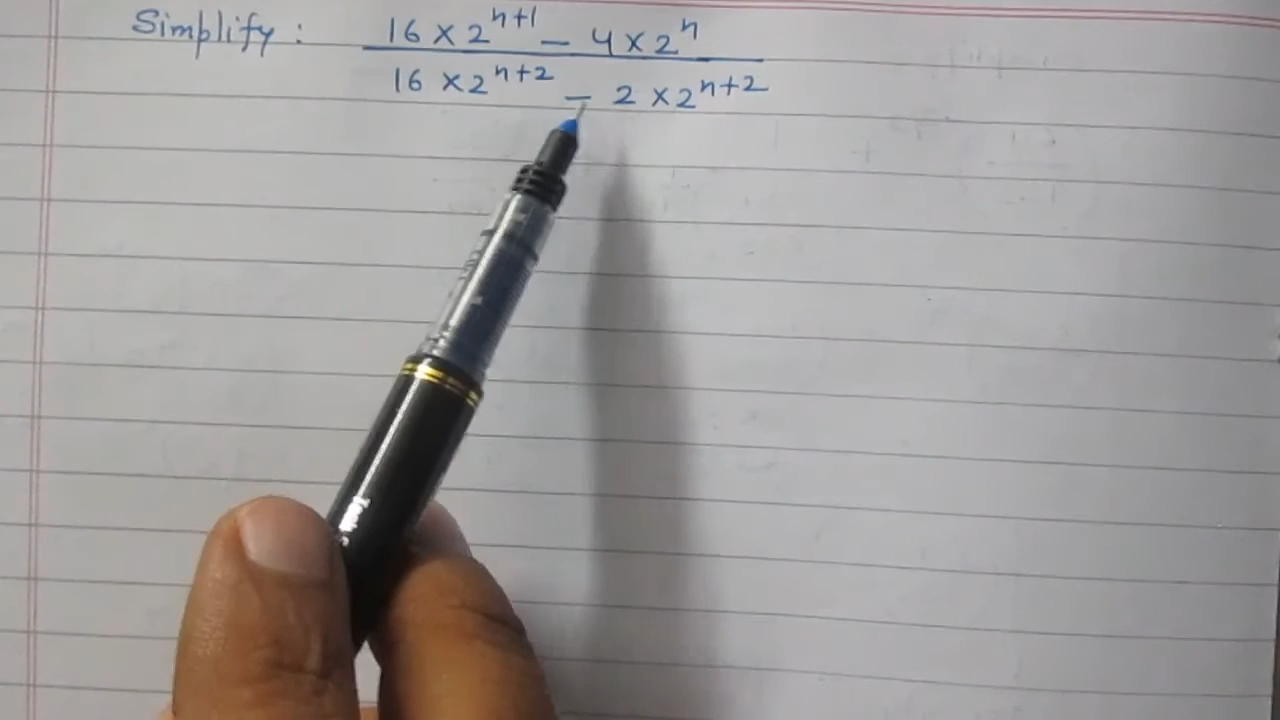 Simplify : 16 × 2^{n+1} − 4 × 2^n
16 × 2^{n+2} − 2 × 2^{n+2}